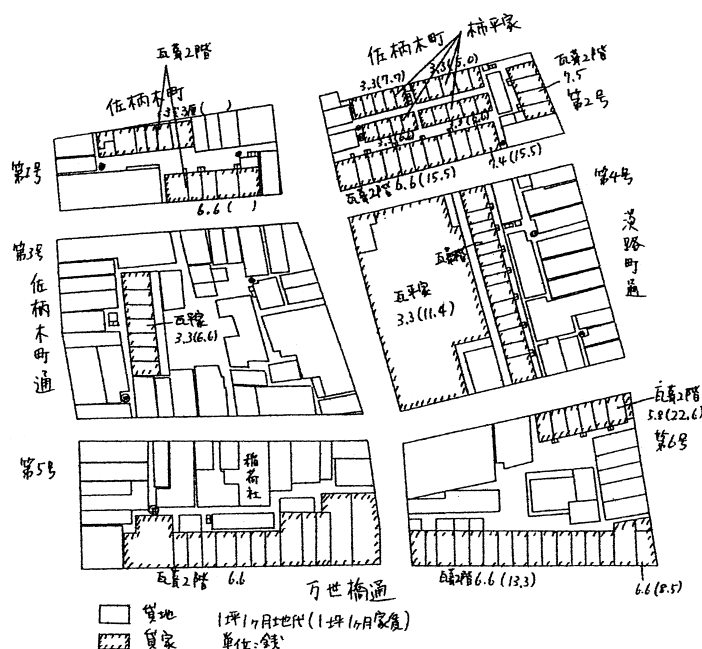 瓦葺2階
佐柄木町
第1号
6.6( )
佐柄木町
柿平家
3.3(7.7)
3.3(5.0)
瓦葺2階
7.5
第2号
瓦葺2階 6.6(15.5)
7.4(15.5)
第3号
佐柄木町通
瓦平家
3.3(6.6)
第4号
淡路町通
瓦葺2階
瓦平家
3.3(11.4)
第5号
稲荷社
瓦葺2階 6.6
瓦葺2階
5.8(22.6)
第6号
瓦葺2階 6.6(13.3)
6.6(8.5)
万世橋通
貸地 1坪1ヶ月地代(1坪1ヶ月家賃)
貸家 単位:銭